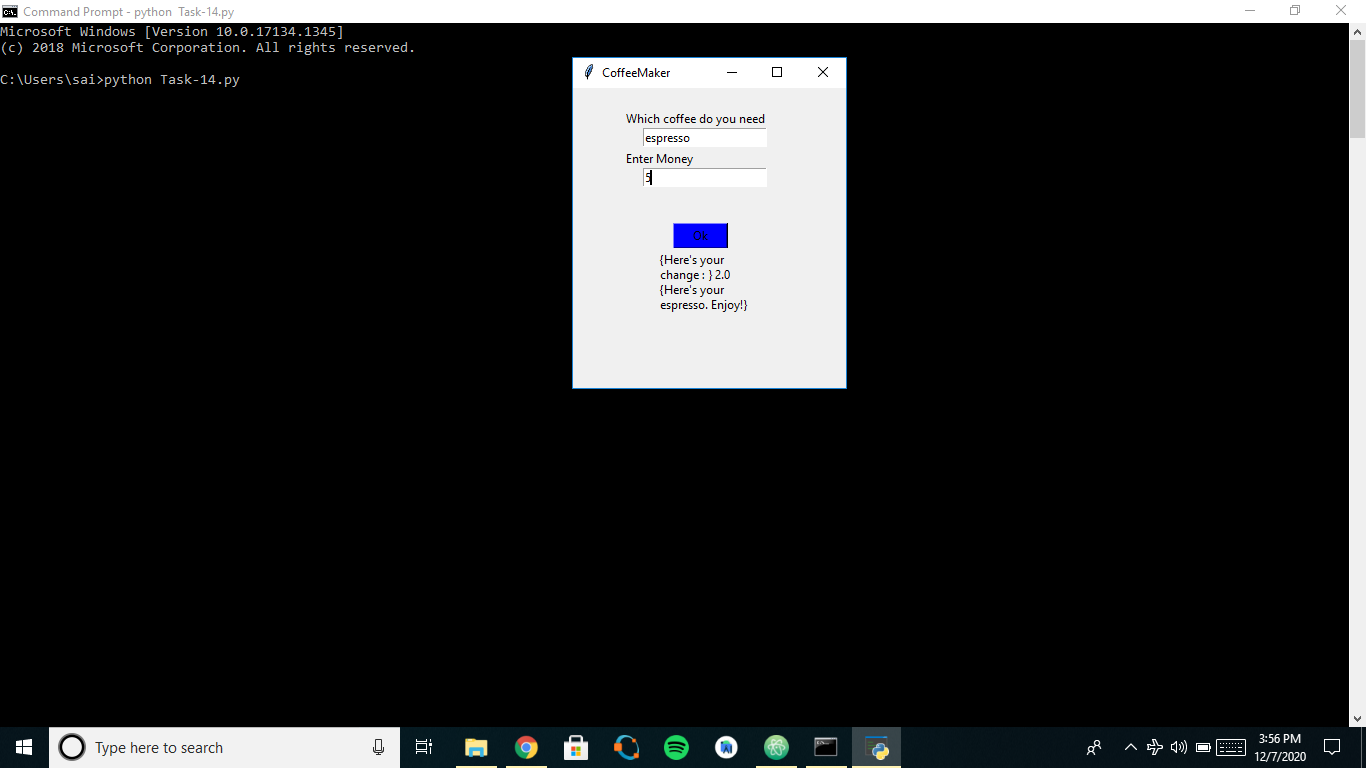 Command Prompt - python  Task-14.py
Microsoft Windows [Version 10.0.17134.1345]
(c) 2018 Microsoft Corporation. All rights reserved.
C:\Users\sai>python Task-14.py
CoffeeMaker
Which coffee do you need
espresso
Enter Money
5
Ok
{Here's your
change : } 2.0
{Here's your
espresso. Enjoy!}
Type here to search
3:56 PM
12/7/2020